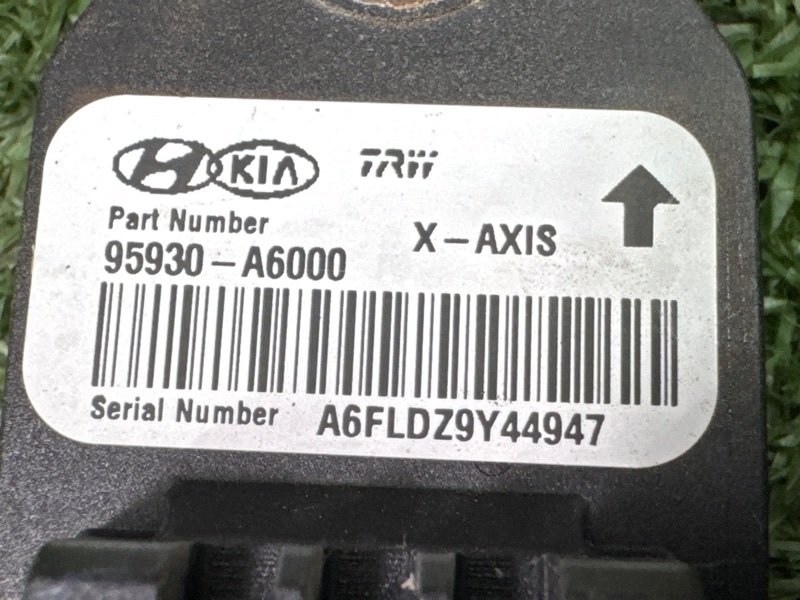 KIA TRW
Part Number
95930-A6000
X-AXIS
Serial Number A6FLDZ9Y44947